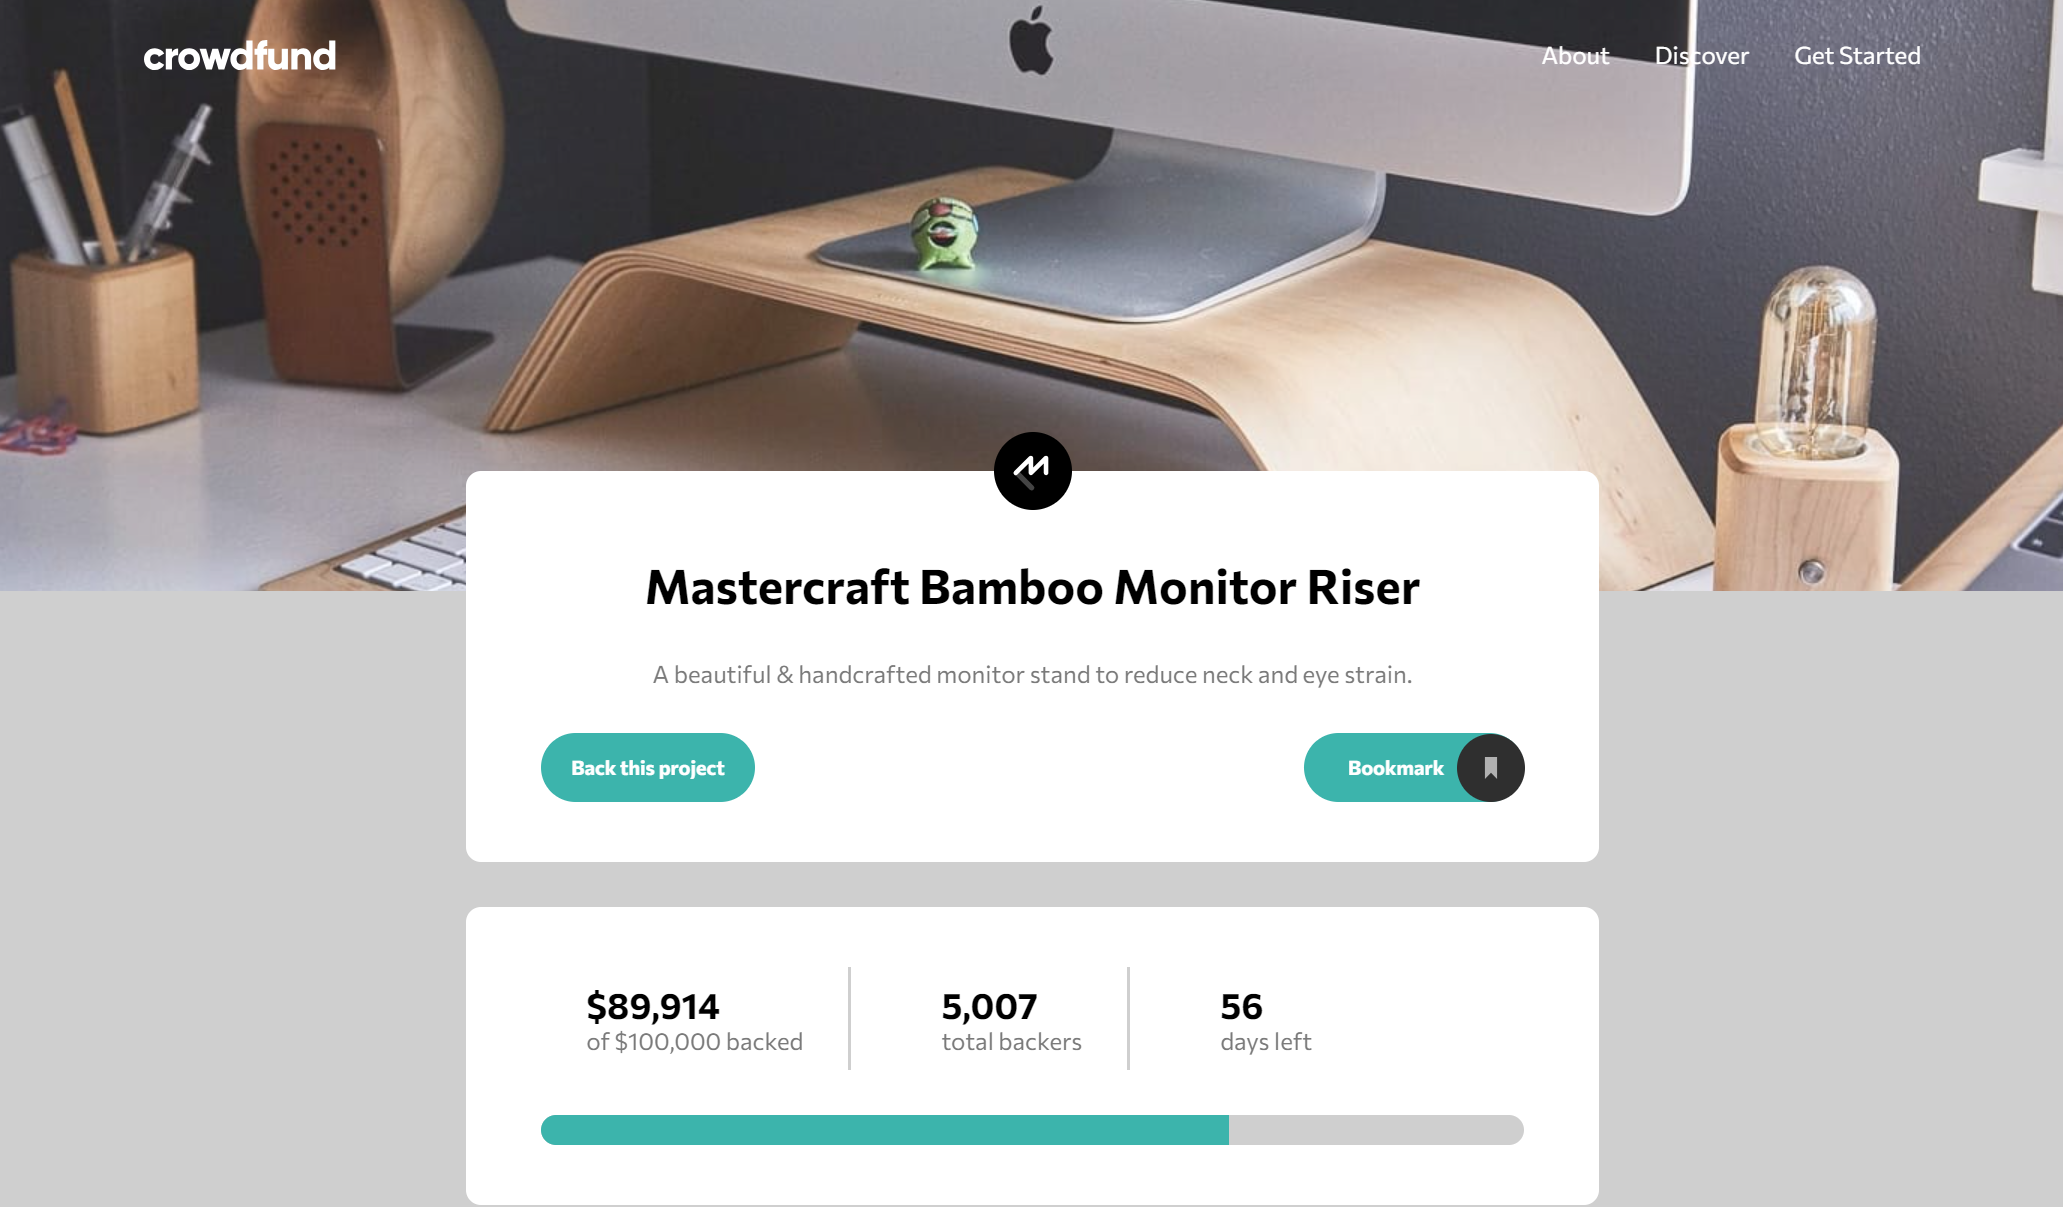 crowdfund
About Discover Get Started
Mastercraft Bamboo Monitor Riser
A beautiful & handcrafted monitor stand to reduce neck and eye strain.
Back this project
Bookmark
$89,914
of $100,000 backed
5,007
total backers
56
days left